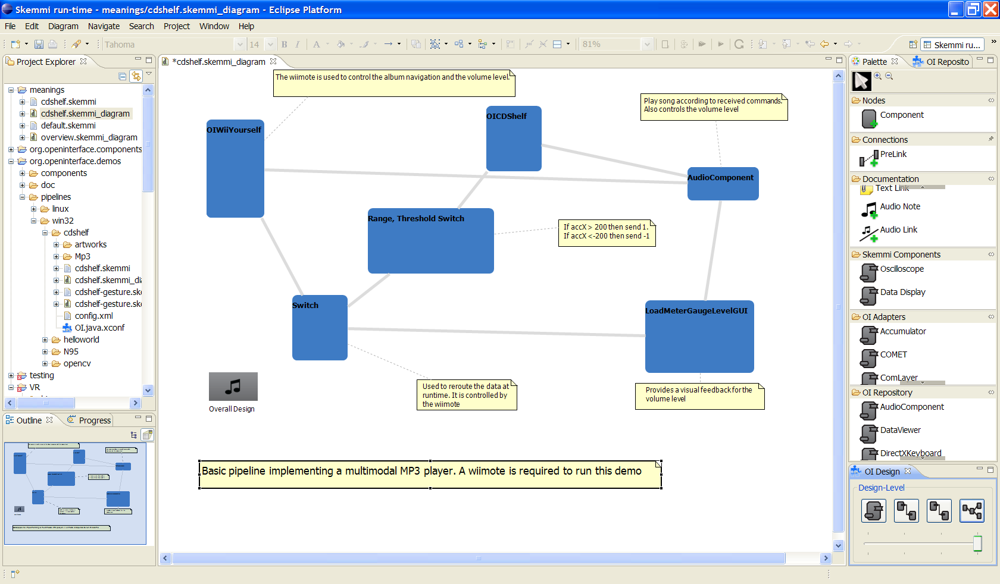 Skemmi run-time - meanings/cdshelf.skemmi_diagram - Eclipse Platform
File Edit Diagram Navigate Search Project Window Help
Tahoma 14 B I A 81% Skemmi ru... »
Project Explorer
meanings
cdshelf.skemmi
cdshelf.skemmi_diagram
default.skemmi
overview.skemmi_diagram
org.openinterface.components
org.openinterface.demos
components
doc
pipelines
linux
win32
cdshelf
artworks
Mp3
cdshelf.skemmi
cdshelf.skemmi_di
cdshelf-gesture.sk
cdshelf-gesture.sk
config.xml
OI.java.xconf
helloworld
N95
opencv
testing
VR
Outline Progress
*cdshelf.skemmi_diagram
The wiimote is used to control the album navigation and the volume level.
Play song according to received commands.
Also controls the volume level
OIWiiYourself
OICDShelf
AudioComponent
Range, Threshold Switch
If accX > 200 then send 1.
If accX <-200 then send -1
Switch
LoadMeterGaugeLevelGUI
Used to reroute the data at
runtime. It is controlled by
the wiimote
Provides a visual feedback for the
volume level
Overall Design
Basic pipeline implementing a multimodal MP3 player. A wiimote is required to run this demo
Palette OI Reposito
Nodes
Component
Connections
PreLink
Documentation
Text Link
Audio Note
Audio Link
Skemmi Components
Oscilloscope
Data Display
OI Adapters
Accumulator
COMET
ComLayer
OI Repository
AudioComponent
DataViewer
DirectXKeyboard
OI Design
Design-Level